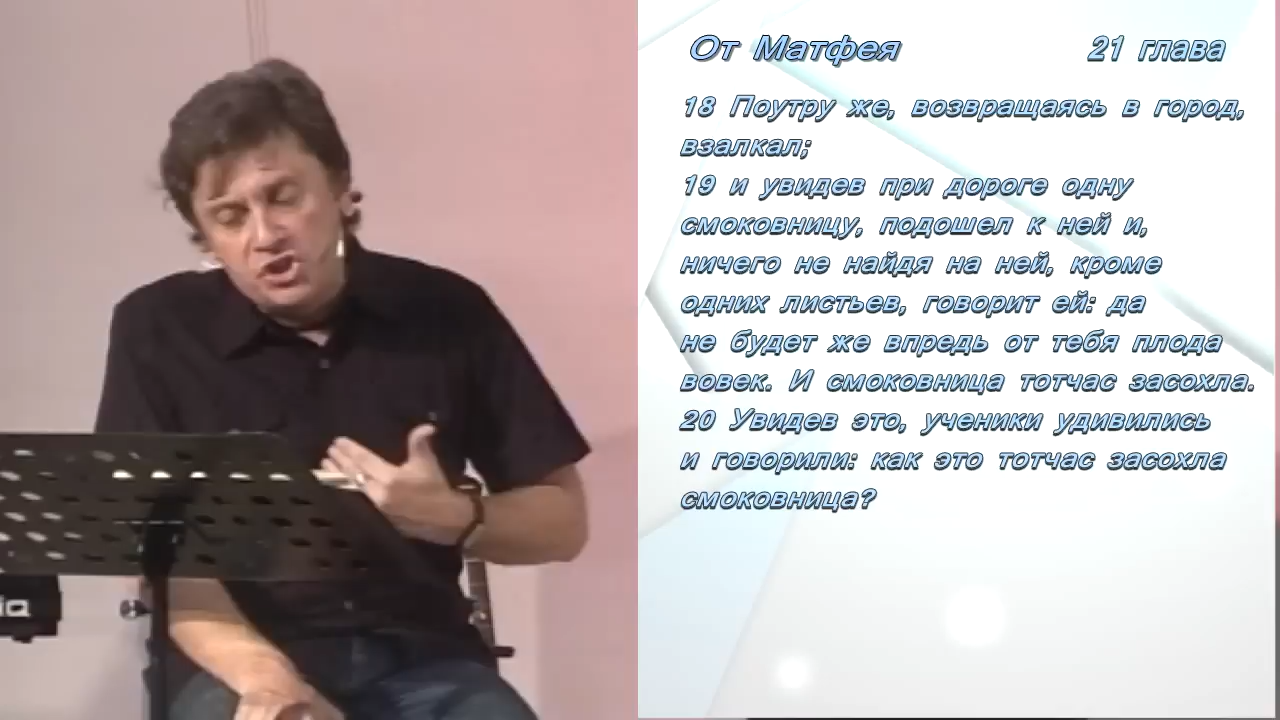 От Матфея 21 глава
18 Поутру же, возвращаясь в город,
взалкал;
19 и увидев при дороге одну
смоковницу, подошел к ней и,
ничего не найдя на ней, кроме
одних листьев, говорит ей: да
не будет же впредь от тебя плода
вовек. И смоковница тотчас засохла.
20 Увидев это, ученики удивились
и говорили: как это тотчас засохла
смоковница?